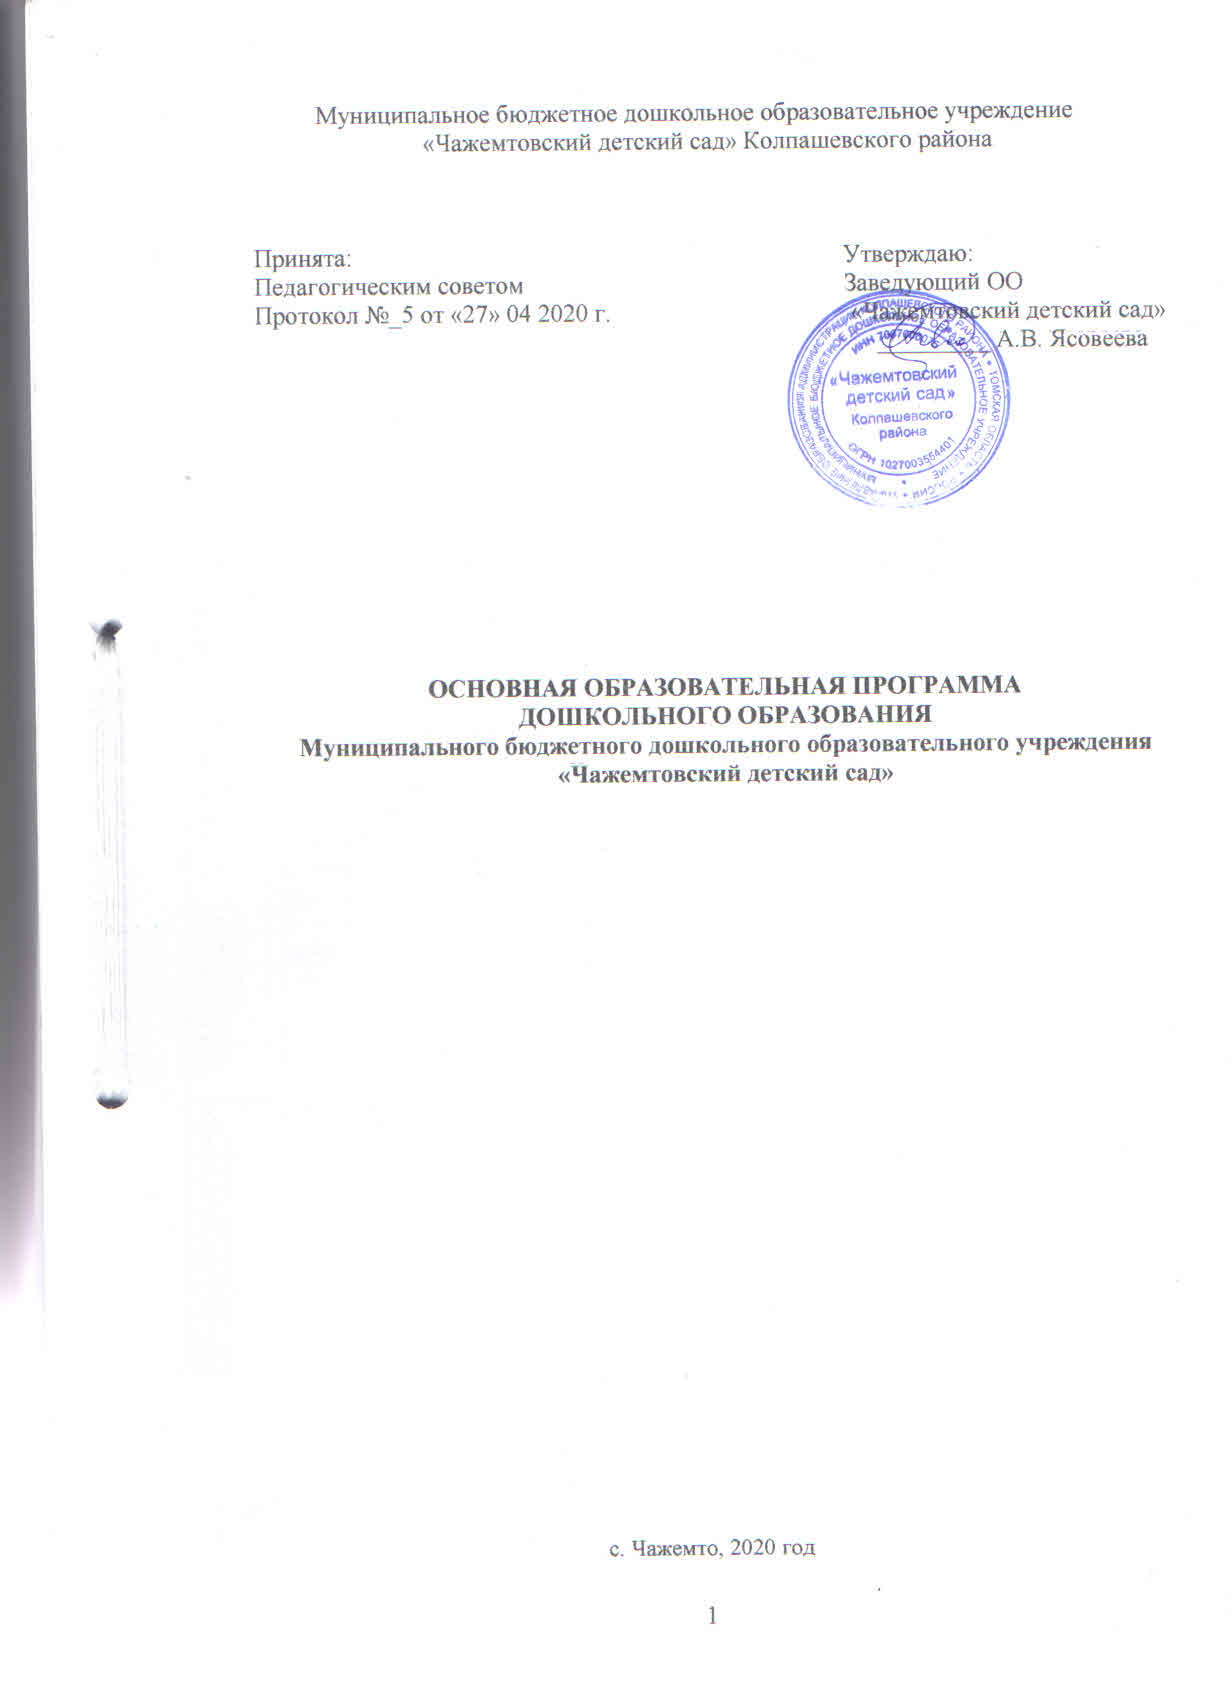 Муниципальное бюджетное дошкольное образовательное учреждение
«Чажемтовский детский сад» Колпашевского района
Принята:
Педагогическим советом
Протокол №_5 от «27» 04 2020 г.
Утверждаю:
Заведующий ОО
«Чажемтовский детский сад»
А.В. Ясовеева
«Чажемтовский
детский сад»
Колпашевского
района
ОГРН 1027003554401
ОСНОВНАЯ ОБРАЗОВАТЕЛЬНАЯ ПРОГРАММА
ДОШКОЛЬНОГО ОБРАЗОВАНИЯ
Муниципального бюджетного дошкольного образовательного учреждения
«Чажемтовский детский сад»
с. Чажемто, 2020 год
1